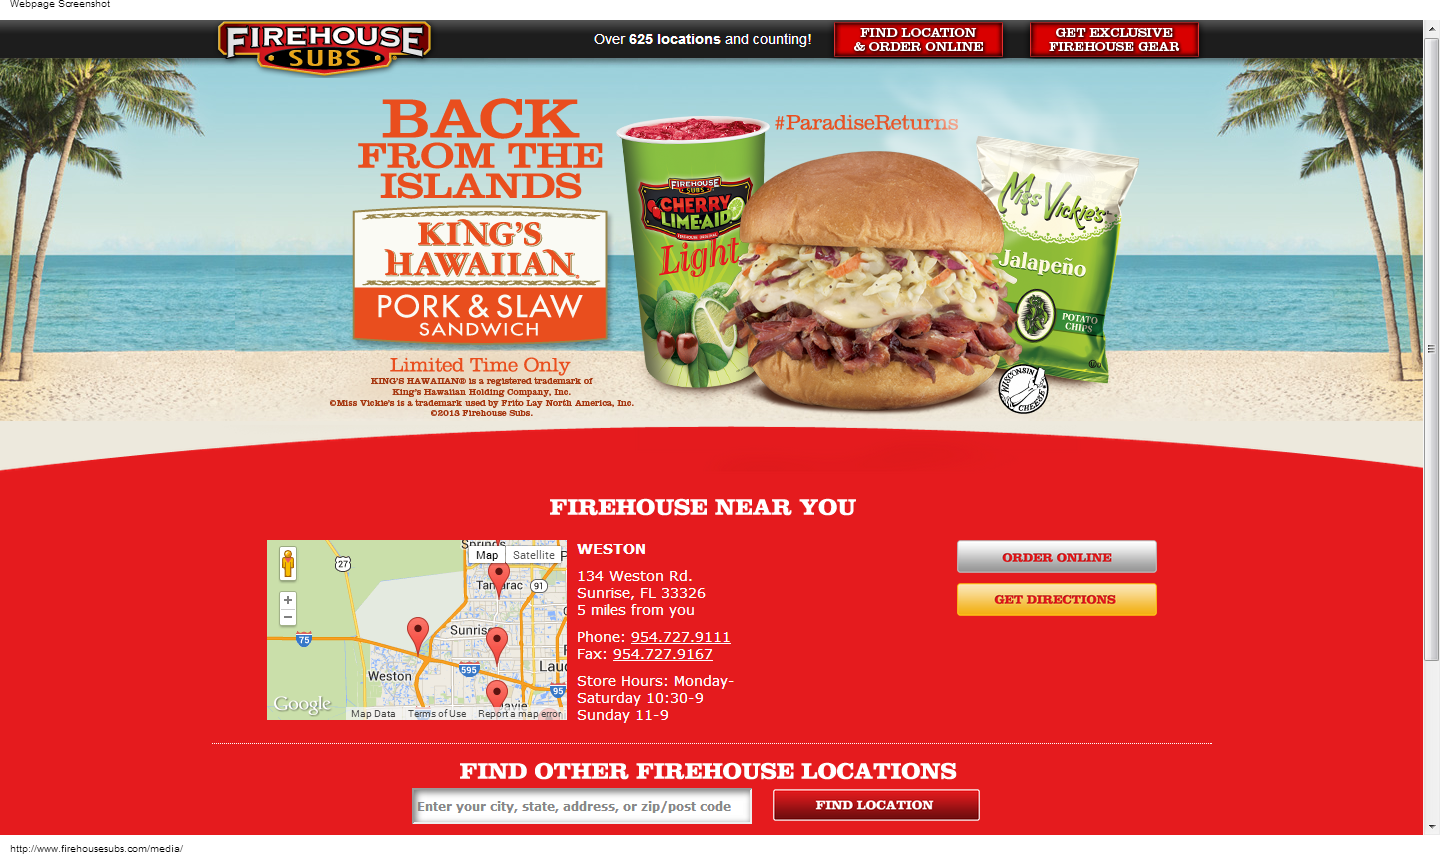 Webpage Screenshot
FIREHOUSE
SUBS
Over 625 locations and counting!
FIND LOCATION
& ORDER ONLINE
GET EXCLUSIVE
FIREHOUSE GEAR
BACK
FROM THE
ISLANDS
KING'S
HAWAIIAN
PORK & SLAW
SANDWICH
Limited Time Only
KING'S HAWAIIAN® is a registered trademark of
King's Hawaiian Holding Company, Inc.
©Miss Vickie's is a trademark used by Frito Lay North America, Inc.
©2013 Firehouse Subs.
#ParadiseReturns
FIREHOUSE
SUBS
CHERRY
LIME-AID
Light
Miss Vickie's
Jalapeño
POTATO
CHIPS
WISCONSIN
CHEESE
FIREHOUSE NEAR YOU
Springs
Map
Satellite
27
Tamarac
91
Sunrise
75
Weston
595
Laud
95
Davie
Google
Map Data
Terms of Use
Report a map error
WESTON
134 Weston Rd.
Sunrise, FL 33326
5 miles from you
Phone: 954.727.9111
Fax: 954.727.9167
Store Hours: Monday-
Saturday 10:30-9
Sunday 11-9
ORDER ONLINE
GET DIRECTIONS
FIND OTHER FIREHOUSE LOCATIONS
Enter your city, state, address, or zip/post code
FIND LOCATION
http://www.firehousesubs.com/media/